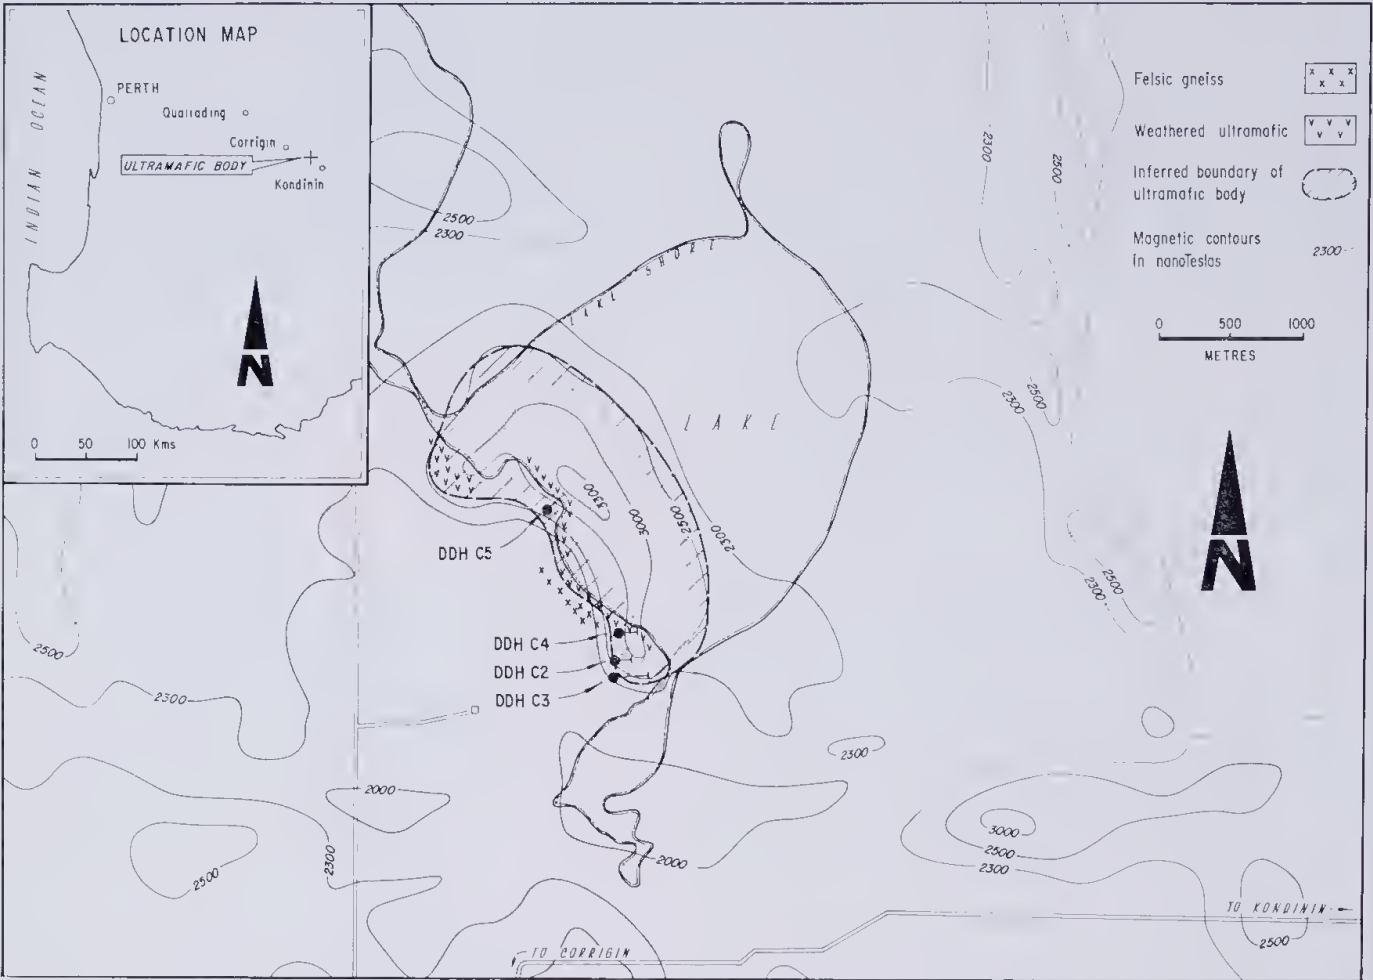 LOCATION MAP
INDIAN OCEAN
PERTH
Quairading
Corrigin
ULTRAMAFIC BODY
Kondinin
N
0 50 100 Kms
Felsic gneiss
Weathered ultramafic
Inferred boundary of
ultramafic body
Magnetic contours
in nanoTeslas
2300
0 500 1000
METRES
N
2500
2300
LAKE SHORE
2300
2500
LAKE
2500
2300
3300
3000
2500
2300
DDH C5
2500
2300
DDH C4
DDH C2
DDH C3
2500
2300
2300
2000
3000
2500
2300
2000
2300
2500
TO KONDININ
2500
TO CORRIGIN